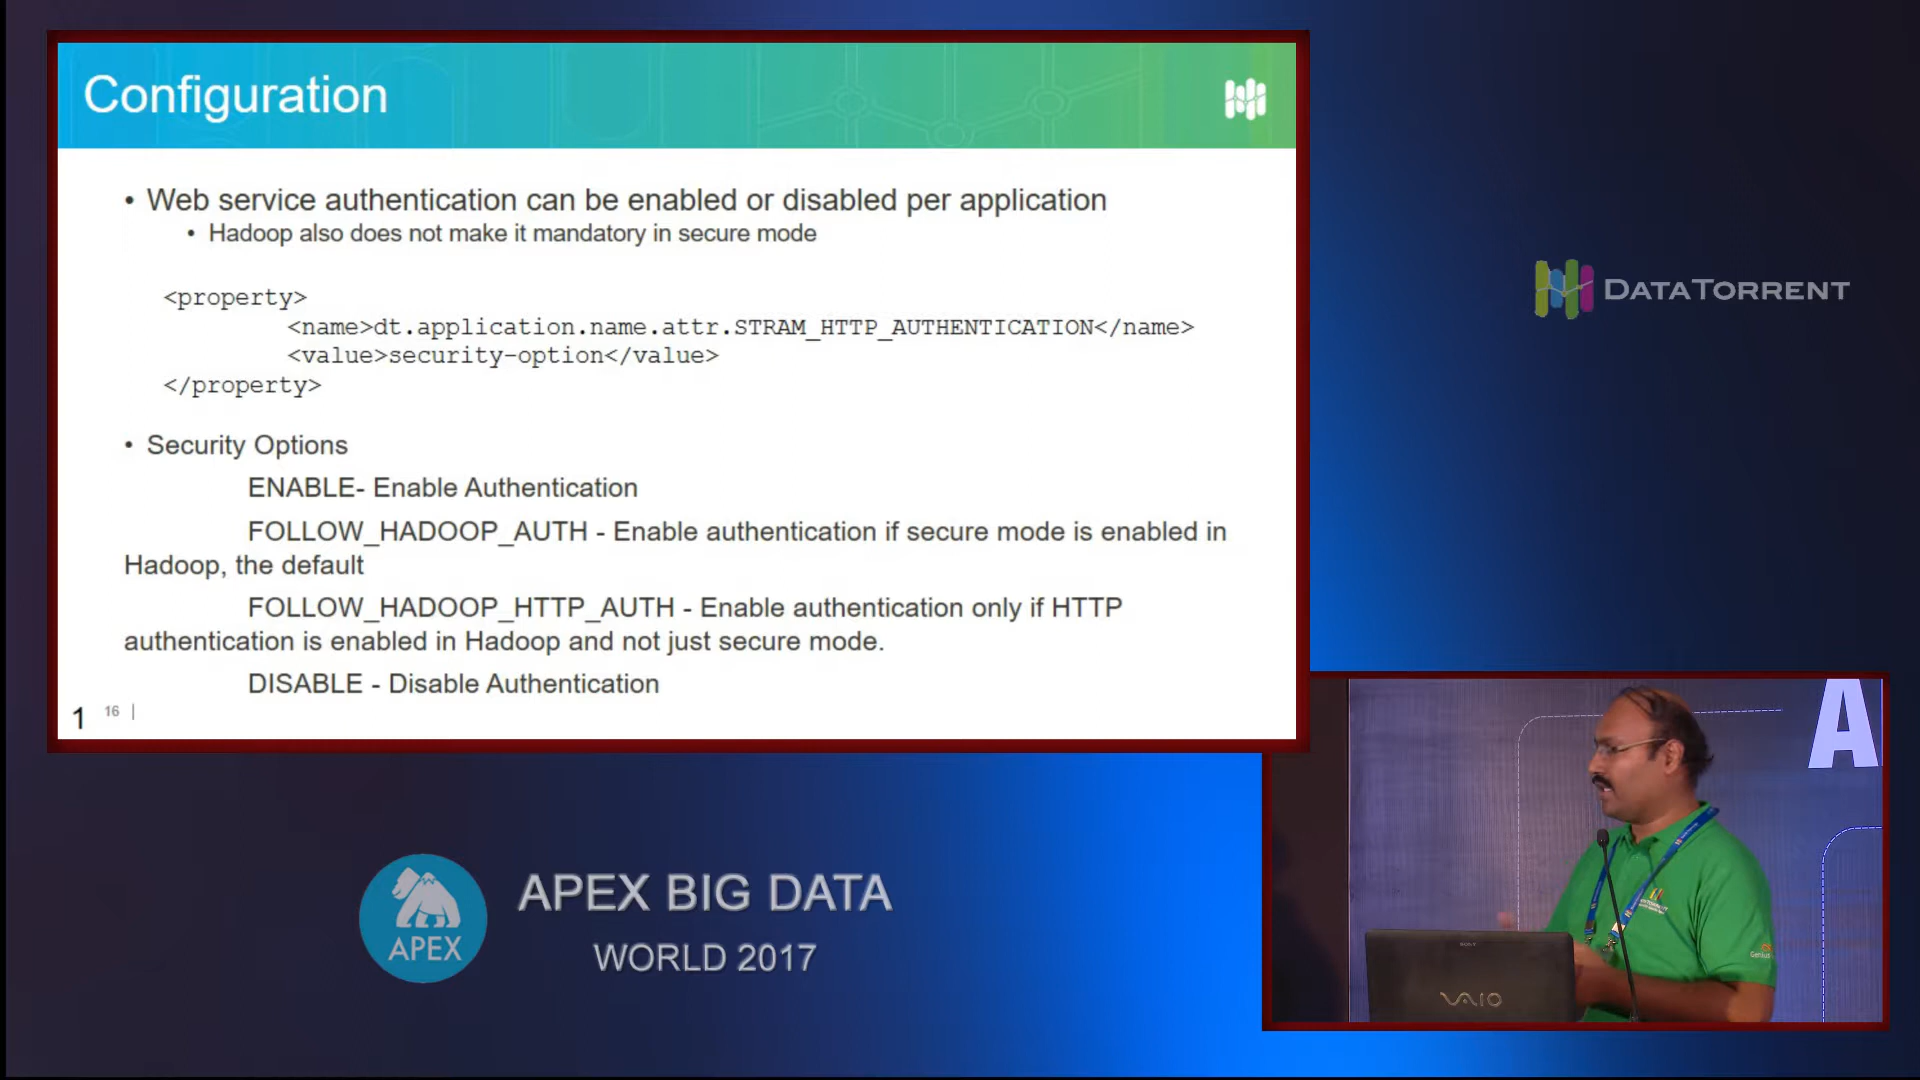 Configuration
• Web service authentication can be enabled or disabled per application
• Hadoop also does not make it mandatory in secure mode
<property>
<name>dt.application.name.attr.STRAM_HTTP_AUTHENTICATION</name>
<value>security-option</value>
</property>
• Security Options
ENABLE- Enable Authentication
FOLLOW_HADOOP_AUTH - Enable authentication if secure mode is enabled in
Hadoop, the default
FOLLOW_HADOOP_HTTP_AUTH - Enable authentication only if HTTP
authentication is enabled in Hadoop and not just secure mode.
DISABLE - Disable Authentication
1 16 |
DATATORRENT
APEX
APEX BIG DATA
WORLD 2017
A
SONY
VAIO